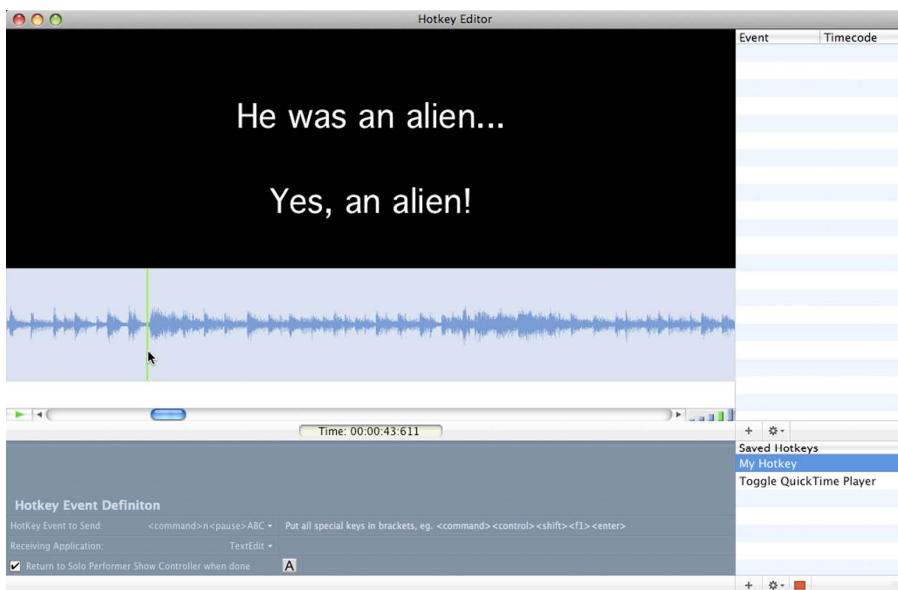 Hotkey Editor
Event Timecode
He was an alien...
Yes, an alien!
Time: 00:00:43:611
Saved Hotkeys
My Hotkey
Toggle QuickTime Player
Hotkey Event Definiton
HotKey Event to Send: <command>n<pause>ABC Put all special keys in brackets, eg. <command><control><shift><f1><enter>
Receiving Application: TextEdit
Return to Solo Performer Show Controller when done A